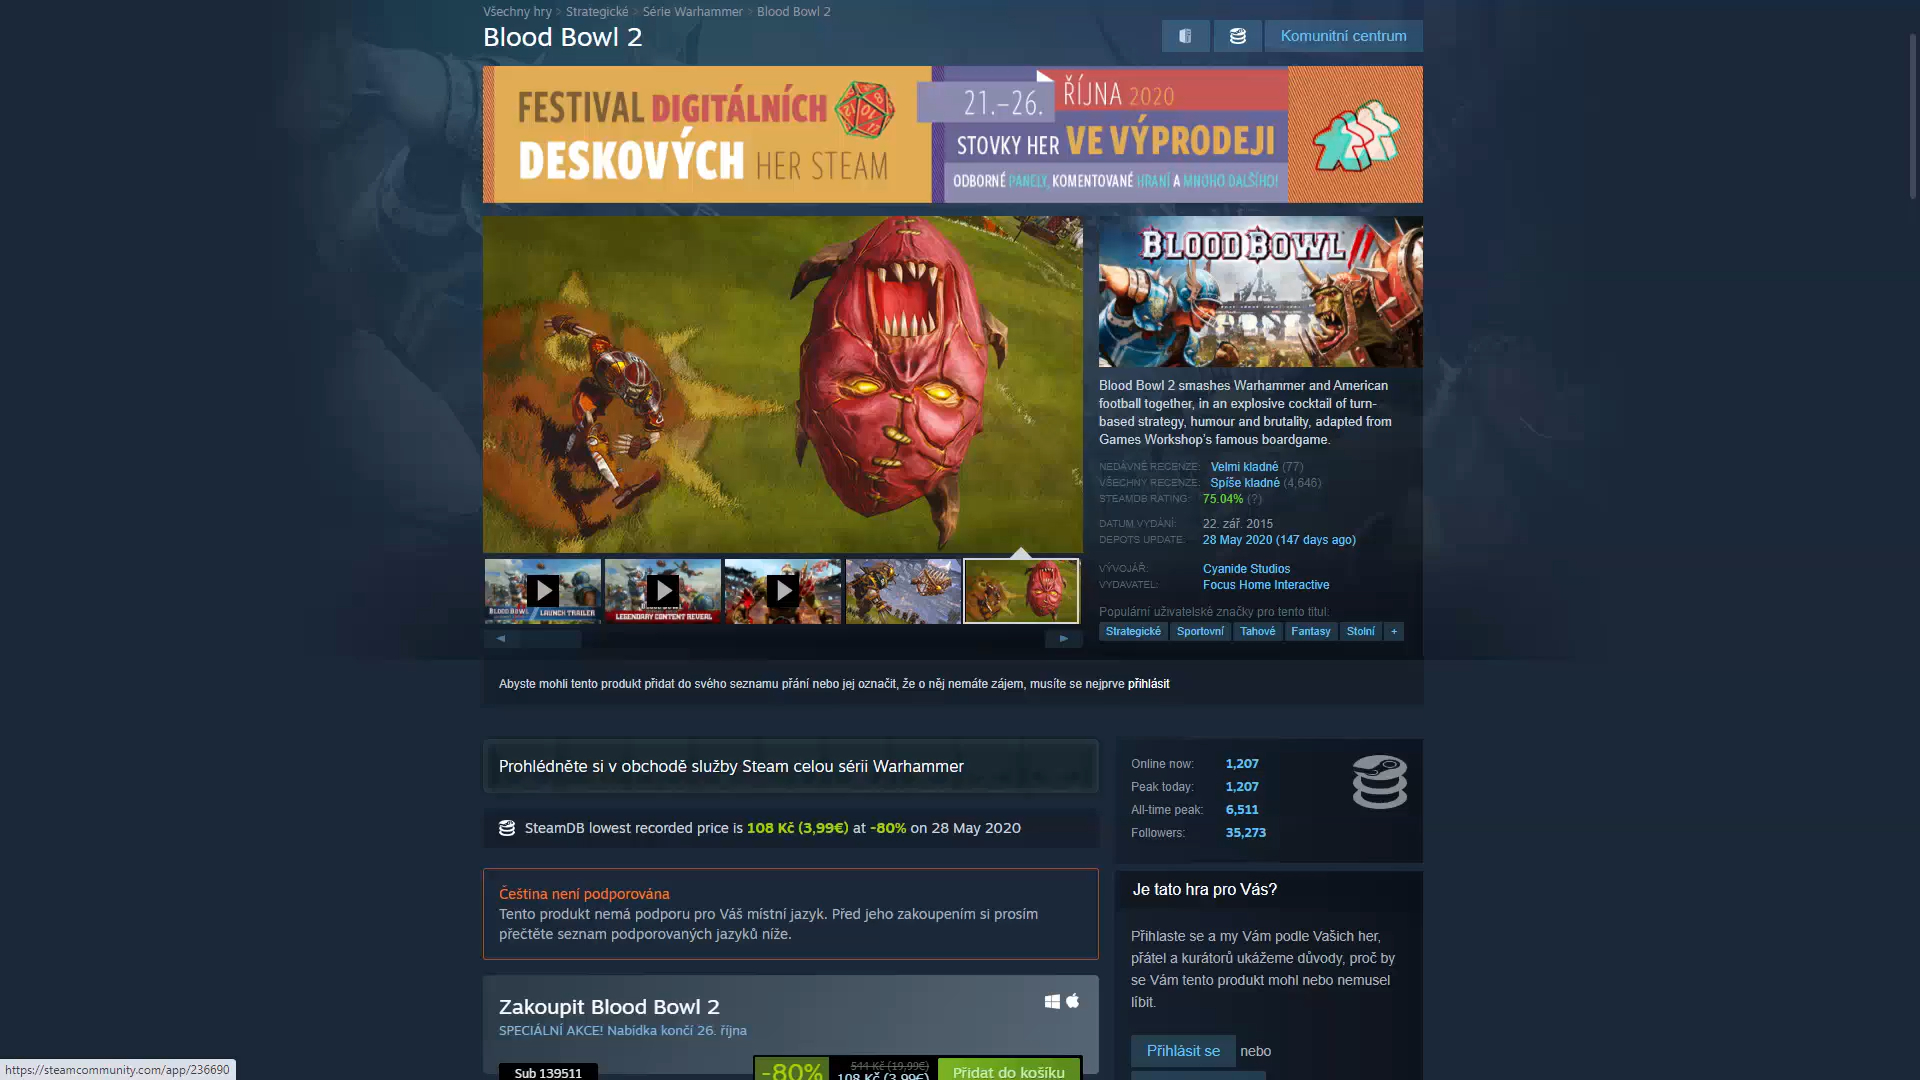 Všechny hry > Strategické > Série Warhammer > Blood Bowl 2
Blood Bowl 2
Komunitní centrum
FESTIVAL DIGITÁLNÍCH
DESKOVÝCH HER STEAM
21.–26. ŘÍJNA 2020
STOVKY HER VE VÝPRODEJI
ODBORNÉ PANELY, KOMENTOVANÉ HRANÍ A MNOHO DALŠÍHO!
BLOOD BOWL II
Blood Bowl 2 smashes Warhammer and American
football together, in an explosive cocktail of turn-
based strategy, humour and brutality, adapted from
Games Workshop's famous boardgame.
NEDÁVNÉ RECENZE: Velmi kladné (77)
VŠECHNY RECENZE: Spíše kladné (4,646)
STEAMDB RATING: 75.04% (?)
DATUM VYDÁNÍ: 22. zář. 2015
DEPOTS UPDATE: 28 May 2020 (147 days ago)
VÝVOJÁŘ: Cyanide Studios
VYDAVATEL: Focus Home Interactive
Populární uživatelské značky pro tento titul:
Strategické Sportovní Tahové Fantasy Stolní +
BLOOD BOWL LAUNCH TRAILER
LEGENDARY CONTENT REVEAL
Abyste mohli tento produkt přidat do svého seznamu přání nebo jej označit, že o něj nemáte zájem, musíte se nejprve přihlásit
Prohlédněte si v obchodě služby Steam celou sérii Warhammer
SteamDB lowest recorded price is 108 Kč (3,99€) at -80% on 28 May 2020
Čeština není podporována
Tento produkt nemá podporu pro Váš místní jazyk. Před jeho zakoupením si prosím
přečtěte seznam podporovaných jazyků níže.
Zakoupit Blood Bowl 2
SPECIÁLNÍ AKCE! Nabídka končí 26. října
Sub 139511
-80%
544 Kč (19,99€)
108 Kč (3,99€)
Přidat do košíku
Online now: 1,207
Peak today: 1,207
All-time peak: 6,511
Followers: 35,273
Je tato hra pro Vás?
Přihlaste se a my Vám podle Vašich her,
přátel a kurátorů ukážeme důvody, proč by
se Vám tento produkt mohl nebo nemusel
líbit.
Přihlásit se nebo
https://steamcommunity.com/app/236690